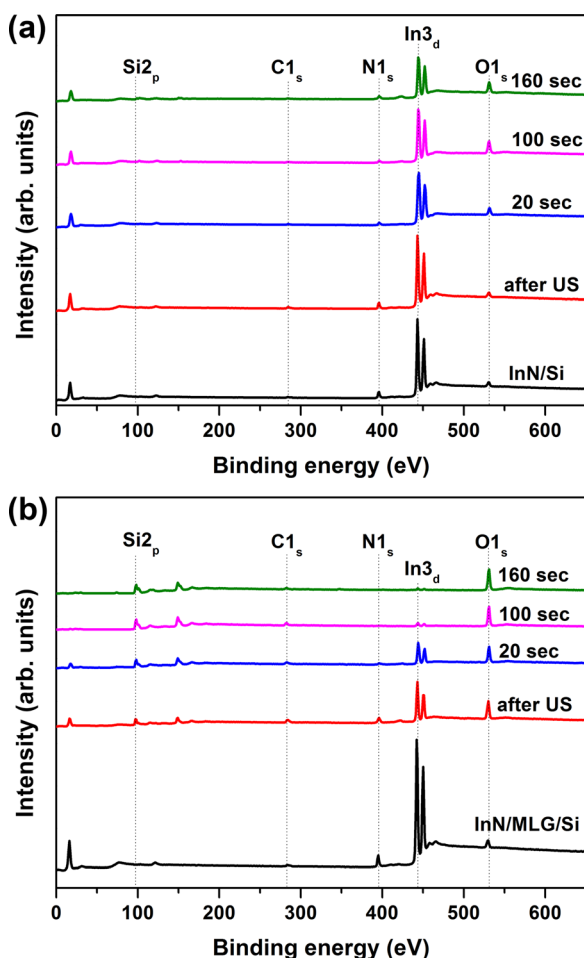 (a)
In3d
Si2p C1s N1s O1s
160 sec
100 sec
20 sec
after US
InN/Si
Intensity (arb. units)
0 100 200 300 400 500 600
Binding energy (eV)
(b)
Si2p C1s N1s O1s
In3d
160 sec
100 sec
20 sec
after US
InN/MLG/Si
Intensity (arb. units)
0 100 200 300 400 500 600
Binding energy (eV)